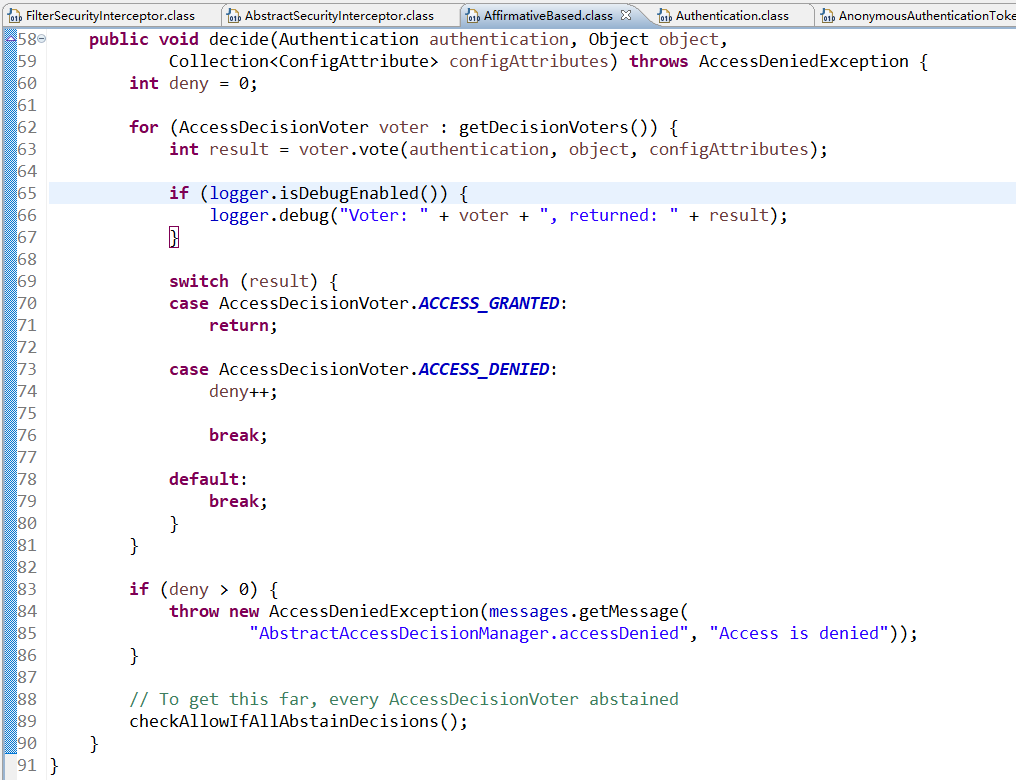 FilterSecurityInterceptor.class AbstractSecurityInterceptor.class AffirmativeBased.class Authentication.class AnonymousAuthenticationToke
58 public void decide(Authentication authentication, Object object,
59 Collection<ConfigAttribute> configAttributes) throws AccessDeniedException {
60 int deny = 0;
61
62 for (AccessDecisionVoter voter : getDecisionVoters()) {
63 int result = voter.vote(authentication, object, configAttributes);
64
65 if (logger.isDebugEnabled()) {
66 logger.debug("Voter: " + voter + ", returned: " + result);
67 }
68
69 switch (result) {
70 case AccessDecisionVoter.ACCESS_GRANTED:
71 return;
72
73 case AccessDecisionVoter.ACCESS_DENIED:
74 deny++;
75
76 break;
77
78 default:
79 break;
80 }
81 }
82
83 if (deny > 0) {
84 throw new AccessDeniedException(messages.getMessage(
85 "AbstractAccessDecisionManager.accessDenied", "Access is denied"));
86 }
87
88 // To get this far, every AccessDecisionVoter abstained
89 checkAllowIfAllAbstainDecisions();
90 }
91 }